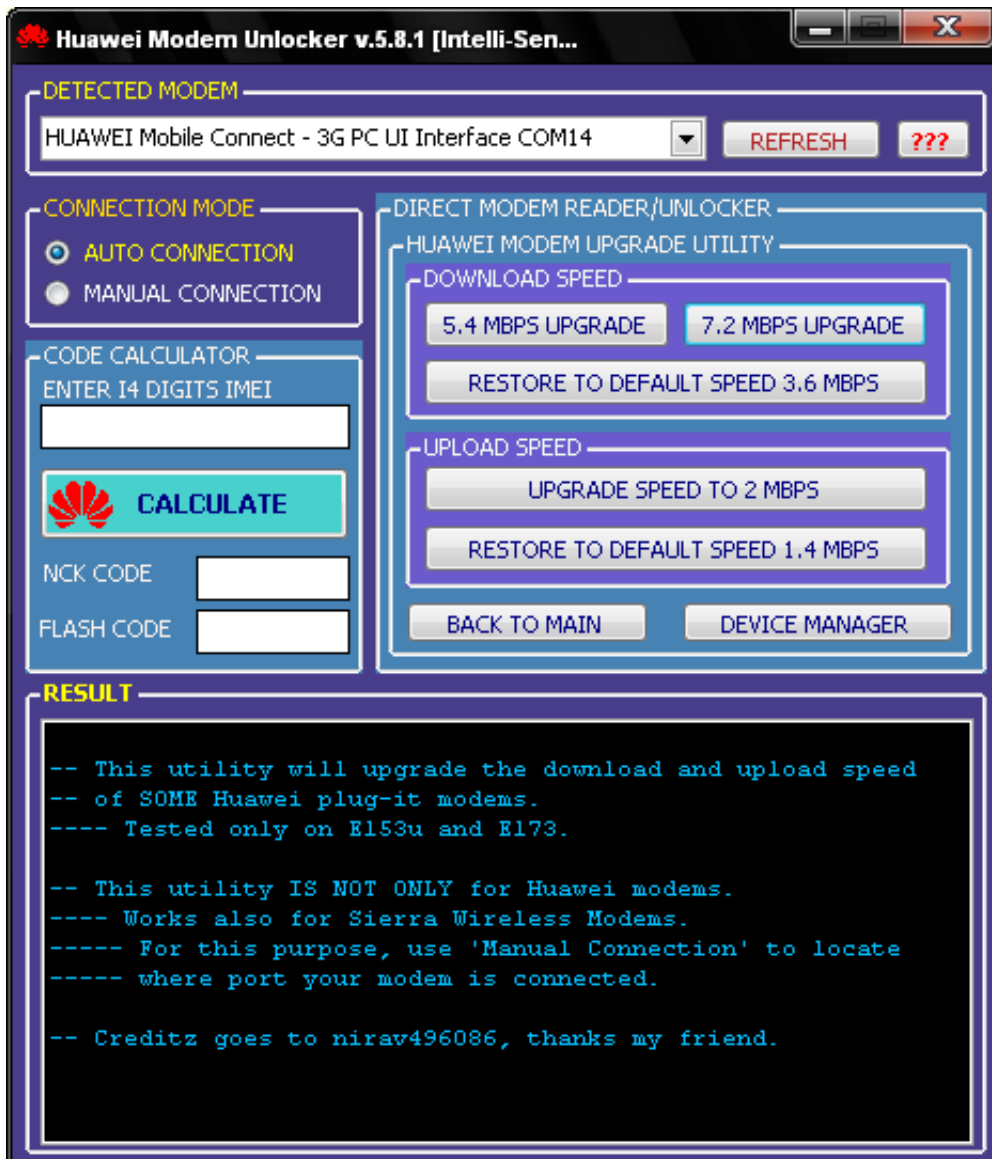 Huawei Modem Unlocker v.5.8.1 [Intelli-Sen...
DETECTED MODEM
HUAWEI Mobile Connect - 3G PC UI Interface COM14
REFRESH
???
CONNECTION MODE
AUTO CONNECTION
MANUAL CONNECTION
CODE CALCULATOR
ENTER I4 DIGITS IMEI
CALCULATE
NCK CODE
FLASH CODE
DIRECT MODEM READER/UNLOCKER
HUAWEI MODEM UPGRADE UTILITY
DOWNLOAD SPEED
5.4 MBPS UPGRADE
7.2 MBPS UPGRADE
RESTORE TO DEFAULT SPEED 3.6 MBPS
UPLOAD SPEED
UPGRADE SPEED TO 2 MBPS
RESTORE TO DEFAULT SPEED 1.4 MBPS
BACK TO MAIN
DEVICE MANAGER
RESULT
-- This utility will upgrade the download and upload speed
-- of SOME Huawei plug-it modems.
---- Tested only on E153u and E173.
-- This utility IS NOT ONLY for Huawei modems.
---- Works also for Sierra Wireless Modems.
----- For this purpose, use 'Manual Connection' to locate
----- where port your modem is connected.
-- Creditz goes to nirav496086, thanks my friend.